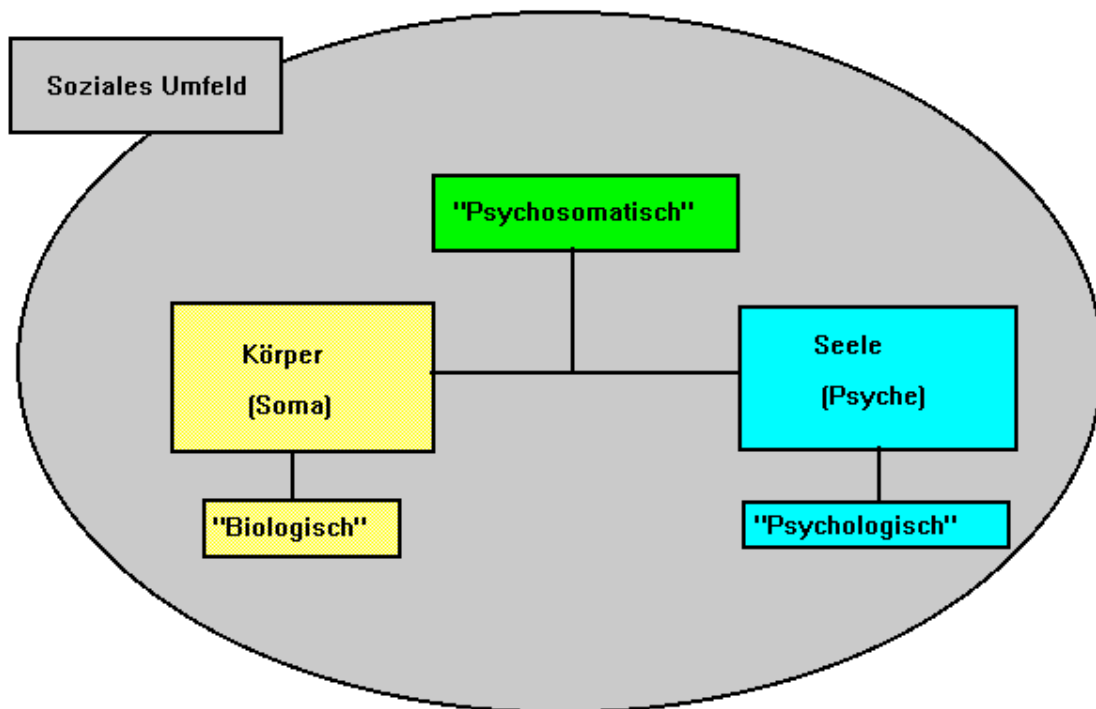 Soziales Umfeld
"Psychosomatisch"
Körper
(Soma)
Seele
(Psyche)
"Biologisch"
"Psychologisch"